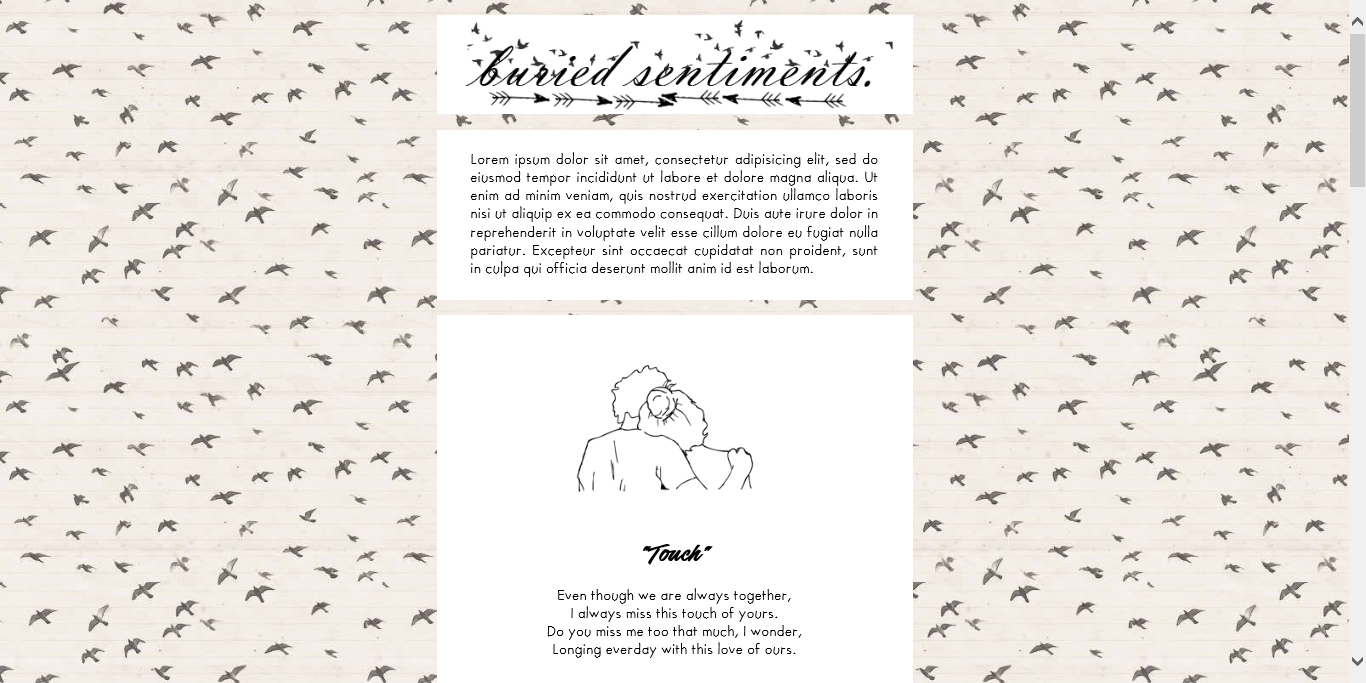 buried sentiments.
Lorem ipsum dolor sit amet, consectetur adipisicing elit, sed do
eiusmod tempor incididunt ut labore et dolore magna aliqua. Ut
enim ad minim veniam, quis nostrud exercitation ullamco laboris
nisi ut aliquip ex ea commodo consequat. Duis aute irure dolor in
reprehenderit in voluptate velit esse cillum dolore eu fugiat nulla
pariatur. Excepteur sint occaecat cupidatat non proident, sunt
in culpa qui officia deserunt mollit anim id est laborum.
"Touch"
Even though we are always together,
I always miss this touch of yours.
Do you miss me too that much, I wonder,
Longing everday with this love of ours.